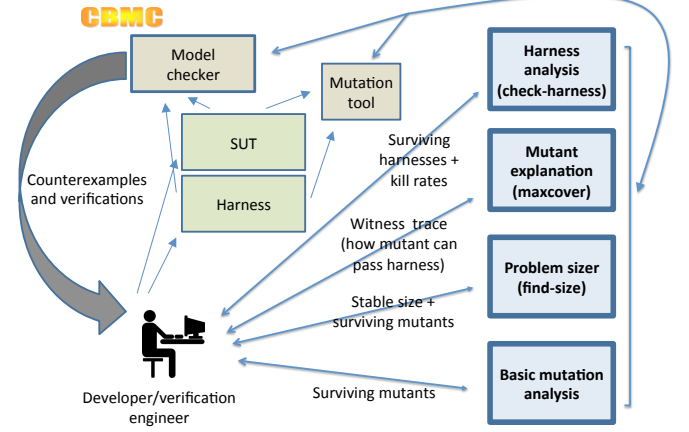 CBMC
Model
checker
Mutation
tool
SUT
Harness
Counterexamples
and verifications
Developer/verification
engineer
Surviving
harnesses +
kill rates
Witness trace
(how mutant can
pass harness)
Stable size +
surviving mutants
Surviving mutants
Harness
analysis
(check-harness)
Mutant
explanation
(maxcover)
Problem sizer
(find-size)
Basic mutation
analysis